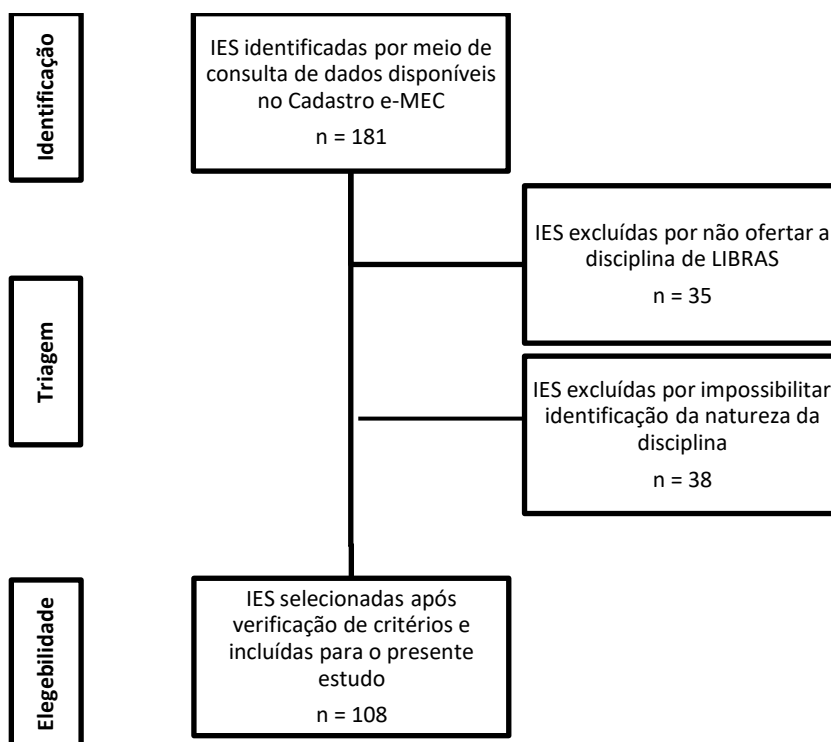 Identificação
IES identificadas por meio de
consulta de dados disponíveis
no Cadastro e-MEC
n = 181
IES excluídas por não ofertar a
disciplina de LIBRAS
n = 35
Triagem
IES excluídas por impossibilitar
identificação da natureza da
disciplina
n = 38
Elegebilidade
IES selecionadas após
verificação de critérios e
incluídas para o presente
estudo
n = 108